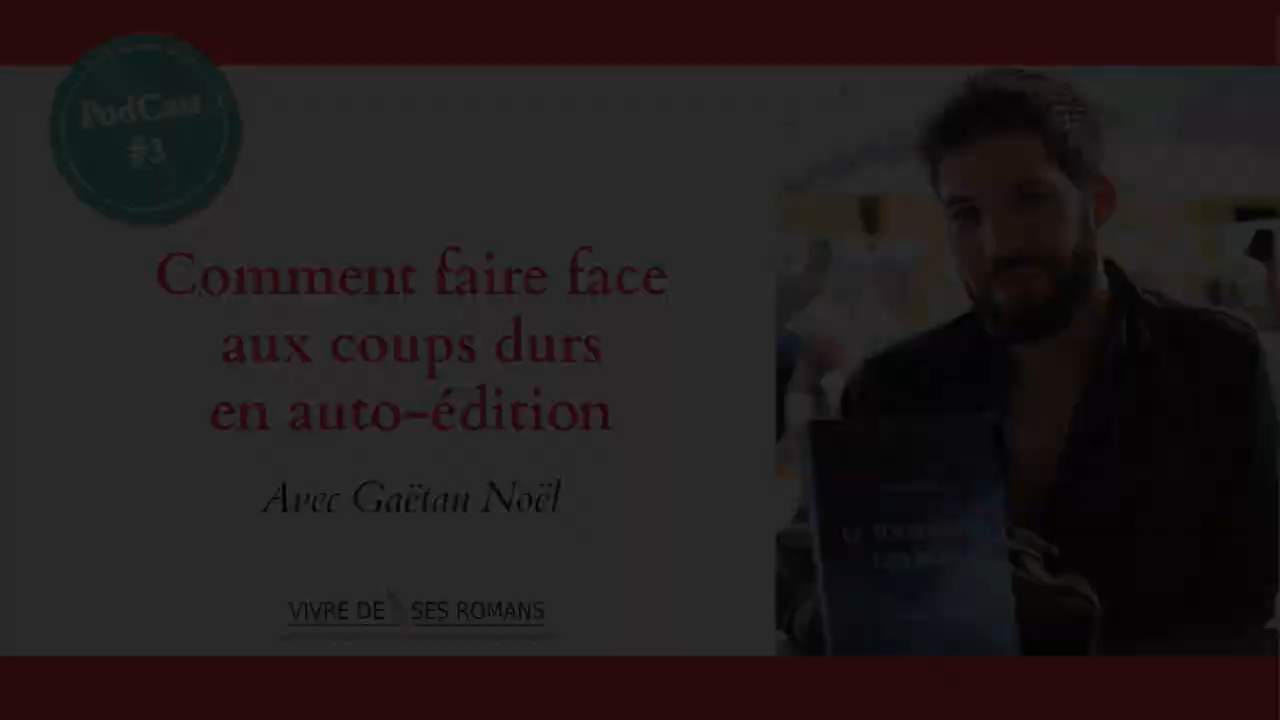 PodCast
#3
Comment faire face
aux coups durs
en auto-édition
Avec Gaëtan Noël
VIVRE DE SES ROMANS